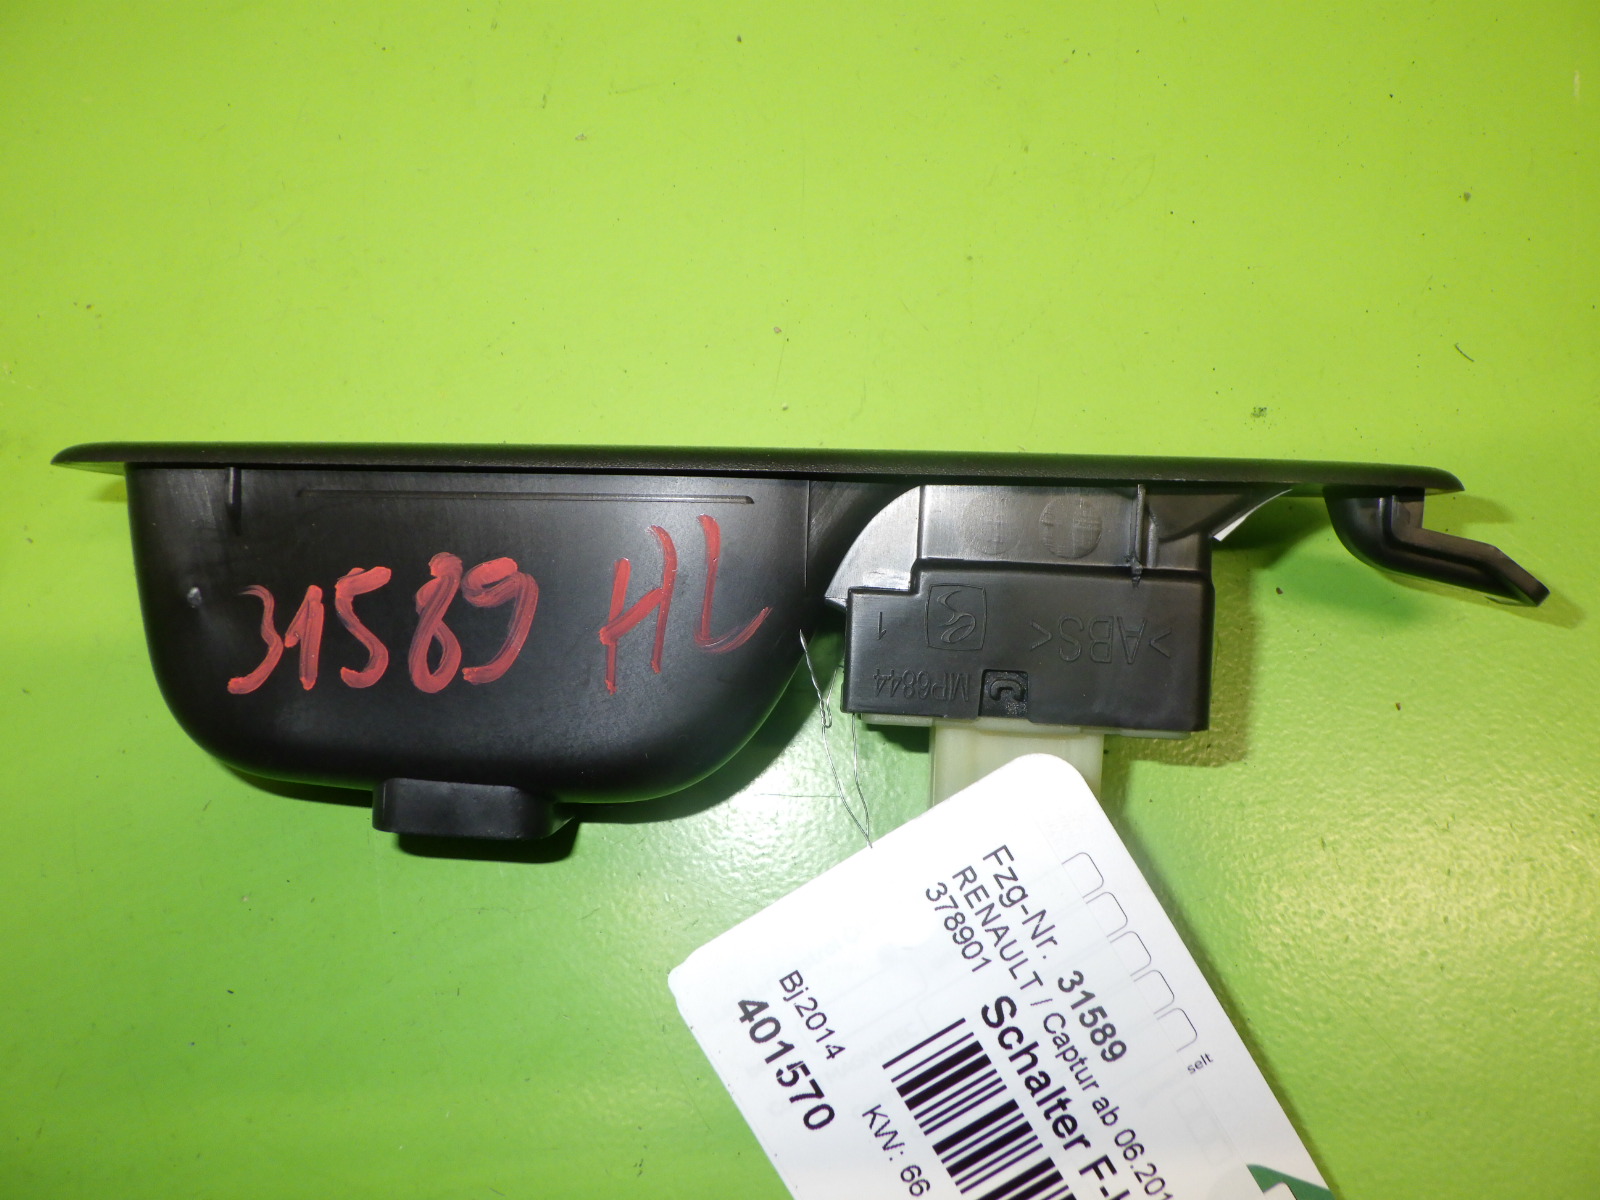 31589 HL
>ABS<
1
MP6844
C
Fzg-Nr. 31589
RENAULT / Captur ab 06.201
378901
Schalter F-
Bj2014
401570
KW: 66
seit